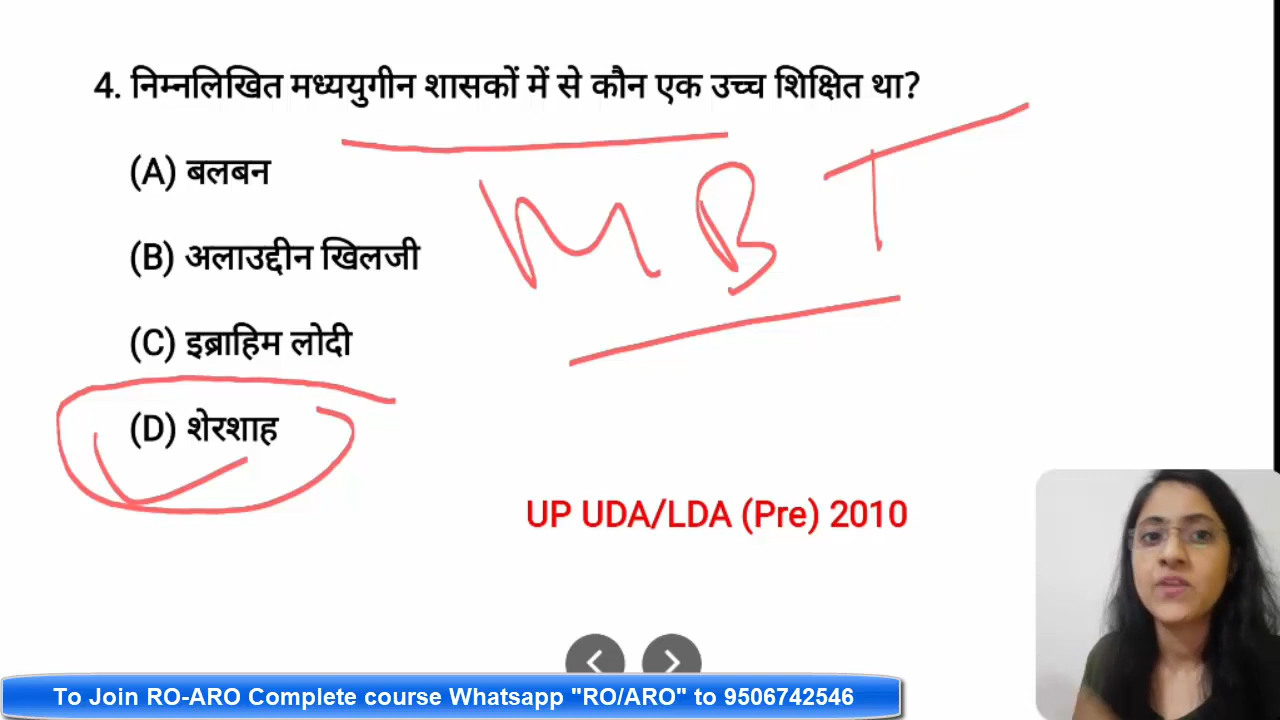 4. निम्नलिखित मध्ययुगीन शासकों में से कौन एक उच्च शिक्षित था?
(A) बलबन
M B T
(B) अलाउद्दीन खिलजी
(C) इब्राहिम लोदी
(D) शेरशाह
UP UDA/LDA (Pre) 2010
To Join RO-ARO Complete course Whatsapp "RO/ARO" to 9506742546